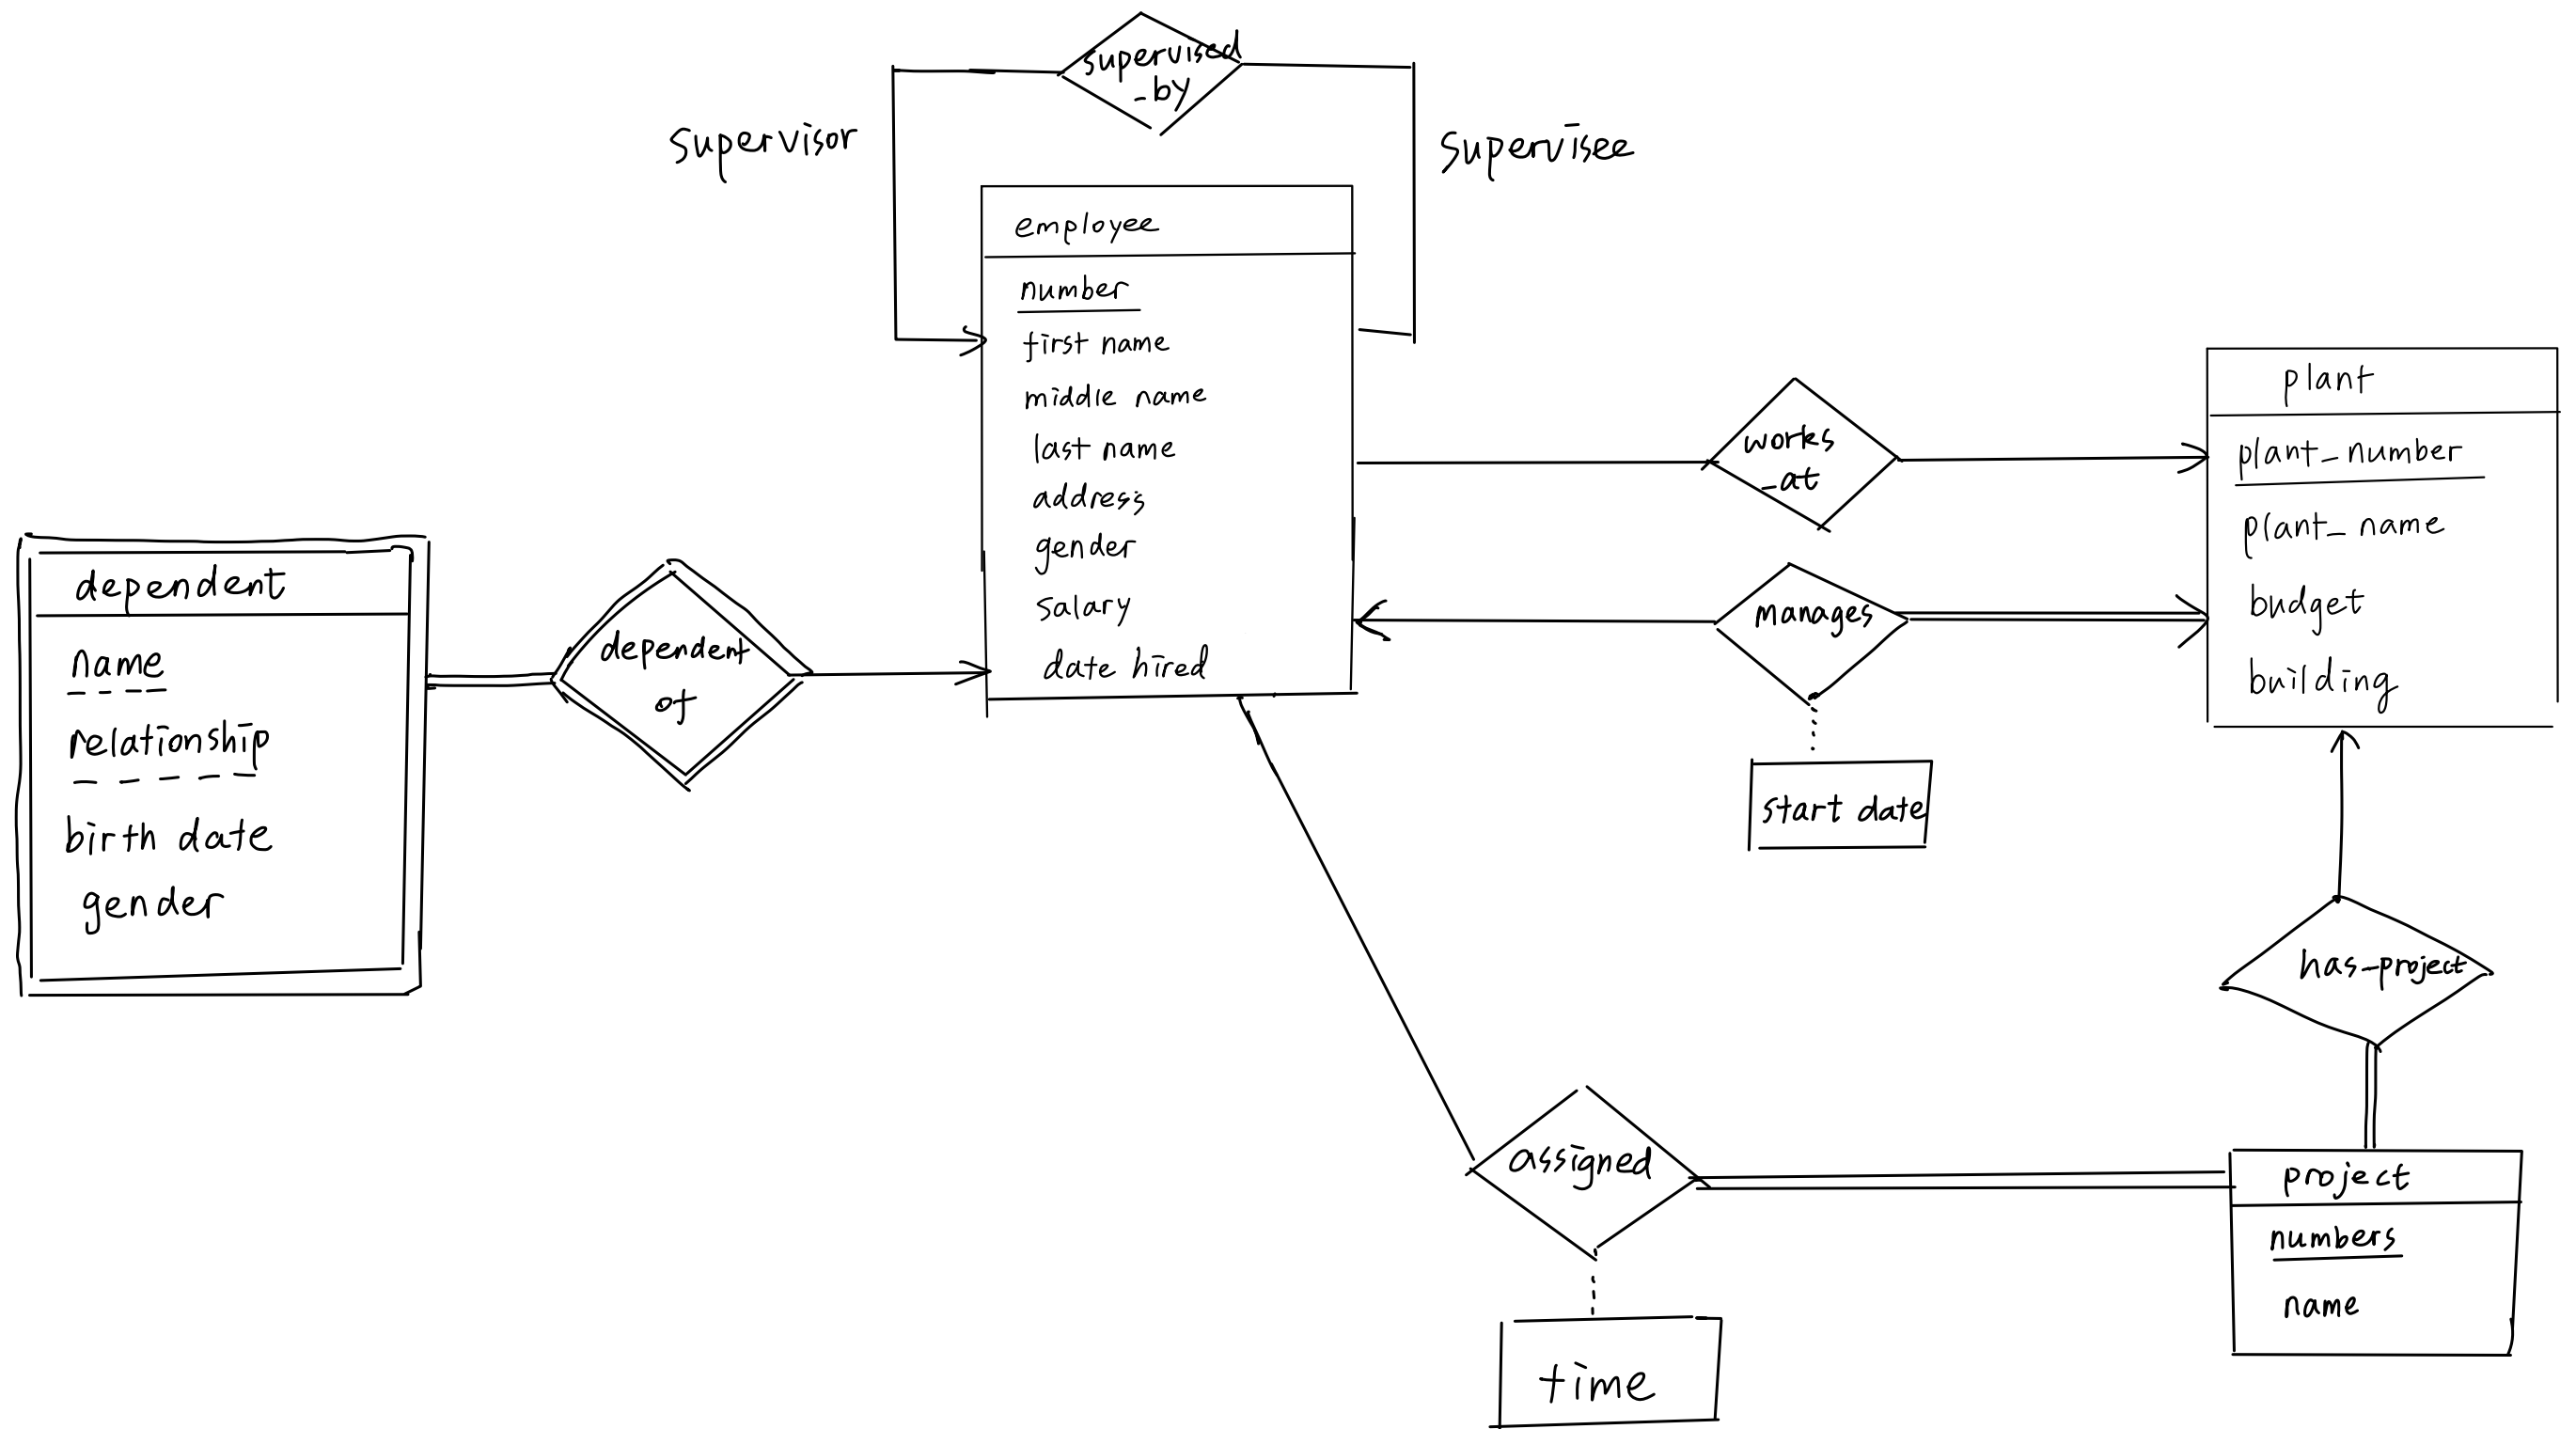 supervised
-by
supervisor
supervisee
employee
number
first name
middle name
last name
address
gender
salary
date hired
works
-at
manages
start date
plant
plant_number
plant_name
budget
building
dependent
name
relationship
birth date
gender
dependent
of
has-project
assigned
time
project
numbers
name